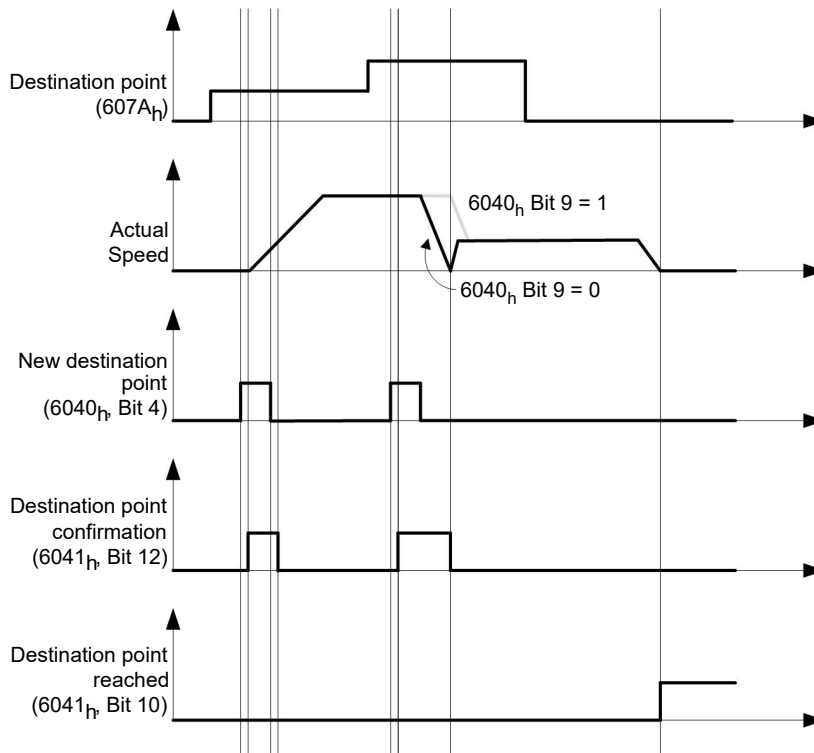 Destination point
(607Ah)
6040h Bit 9 = 1
Actual
Speed
6040h Bit 9 = 0
New destination
point
(6040h, Bit 4)
Destination point
confirmation
(6041h, Bit 12)
Destination point
reached
(6041h, Bit 10)